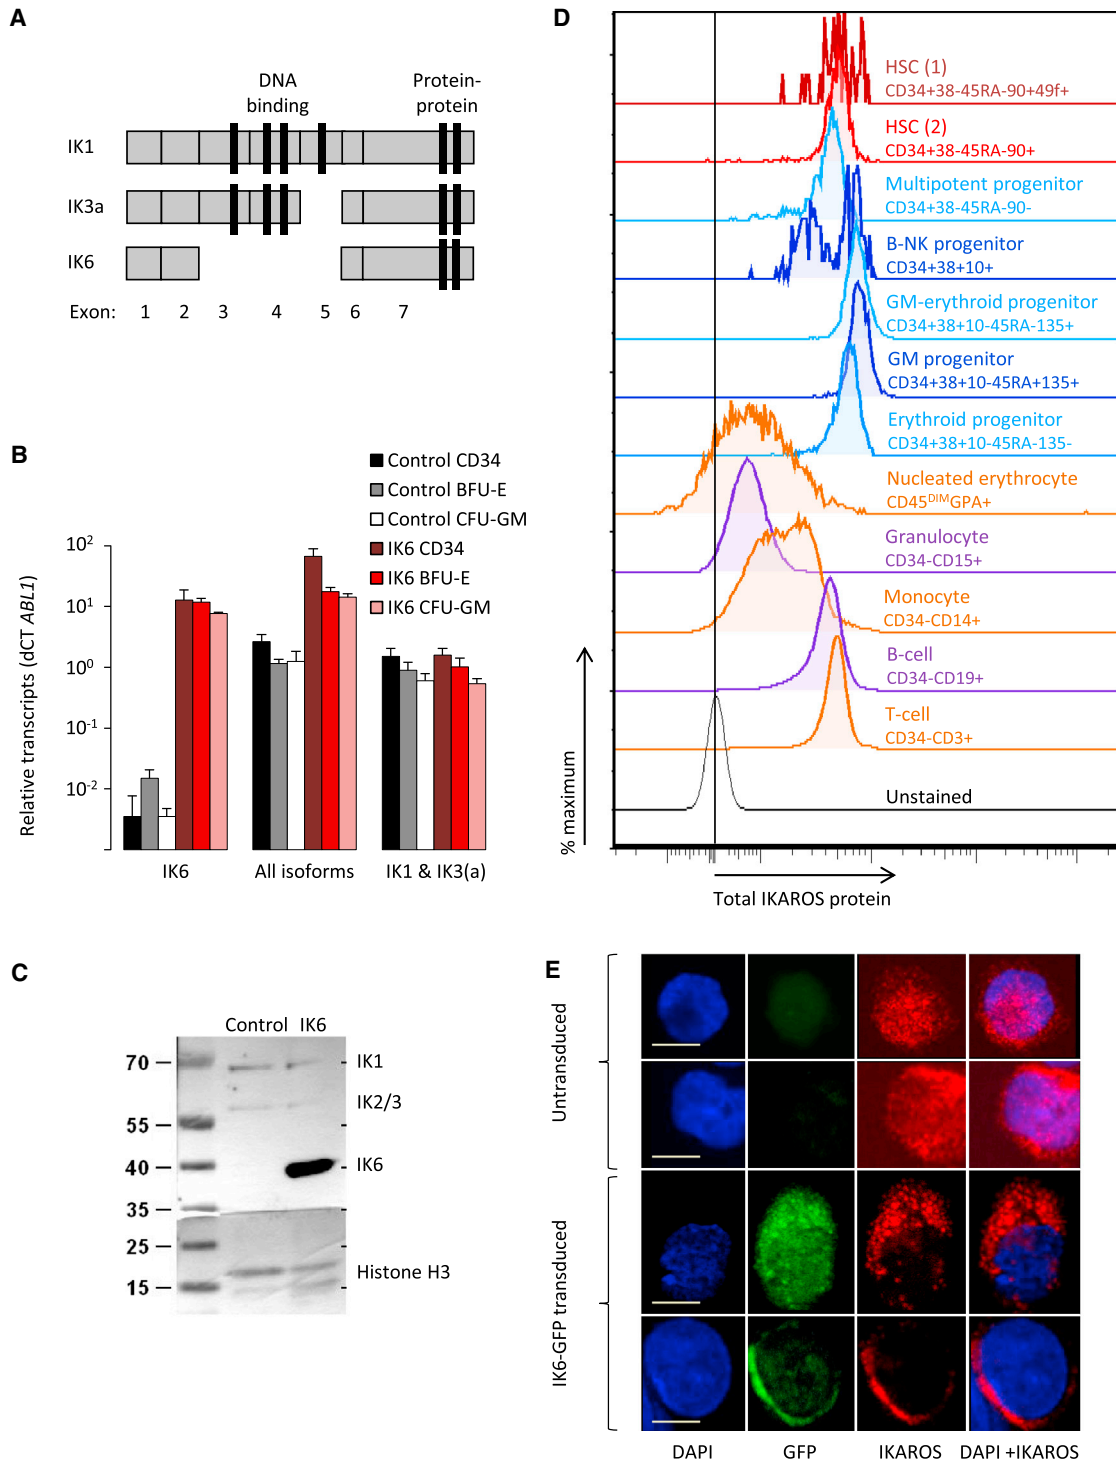 A
DNA
binding
Protein-
protein
IK1
IK3a
IK6
Exon: 1 2 3 4 5 6 7
B
Control CD34
Control BFU-E
Control CFU-GM
IK6 CD34
IK6 BFU-E
IK6 CFU-GM
Relative transcripts (dCT ABL1)
10²
10¹
10⁰
10⁻¹
10⁻²
IK6
All isoforms
IK1 & IK3(a)
C
Control IK6
70
55
40
35
25
15
IK1
IK2/3
IK6
Histone H3
D
HSC (1)
CD34+38-45RA-90+49f+
HSC (2)
CD34+38-45RA-90+
Multipotent progenitor
CD34+38-45RA-90-
B-NK progenitor
CD34+38+10+
GM-erythroid progenitor
CD34+38+10-45RA-135+
GM progenitor
CD34+38+10-45RA+135+
Erythroid progenitor
CD34+38+10-45RA-135-
Nucleated erythrocyte
CD45ᴰᴵᴹGPA+
Granulocyte
CD34-CD15+
Monocyte
CD34-CD14+
B-cell
CD34-CD19+
T-cell
CD34-CD3+
Unstained
% maximum
Total IKAROS protein
E
Untransduced
IK6-GFP transduced
DAPI
GFP
IKAROS
DAPI +IKAROS